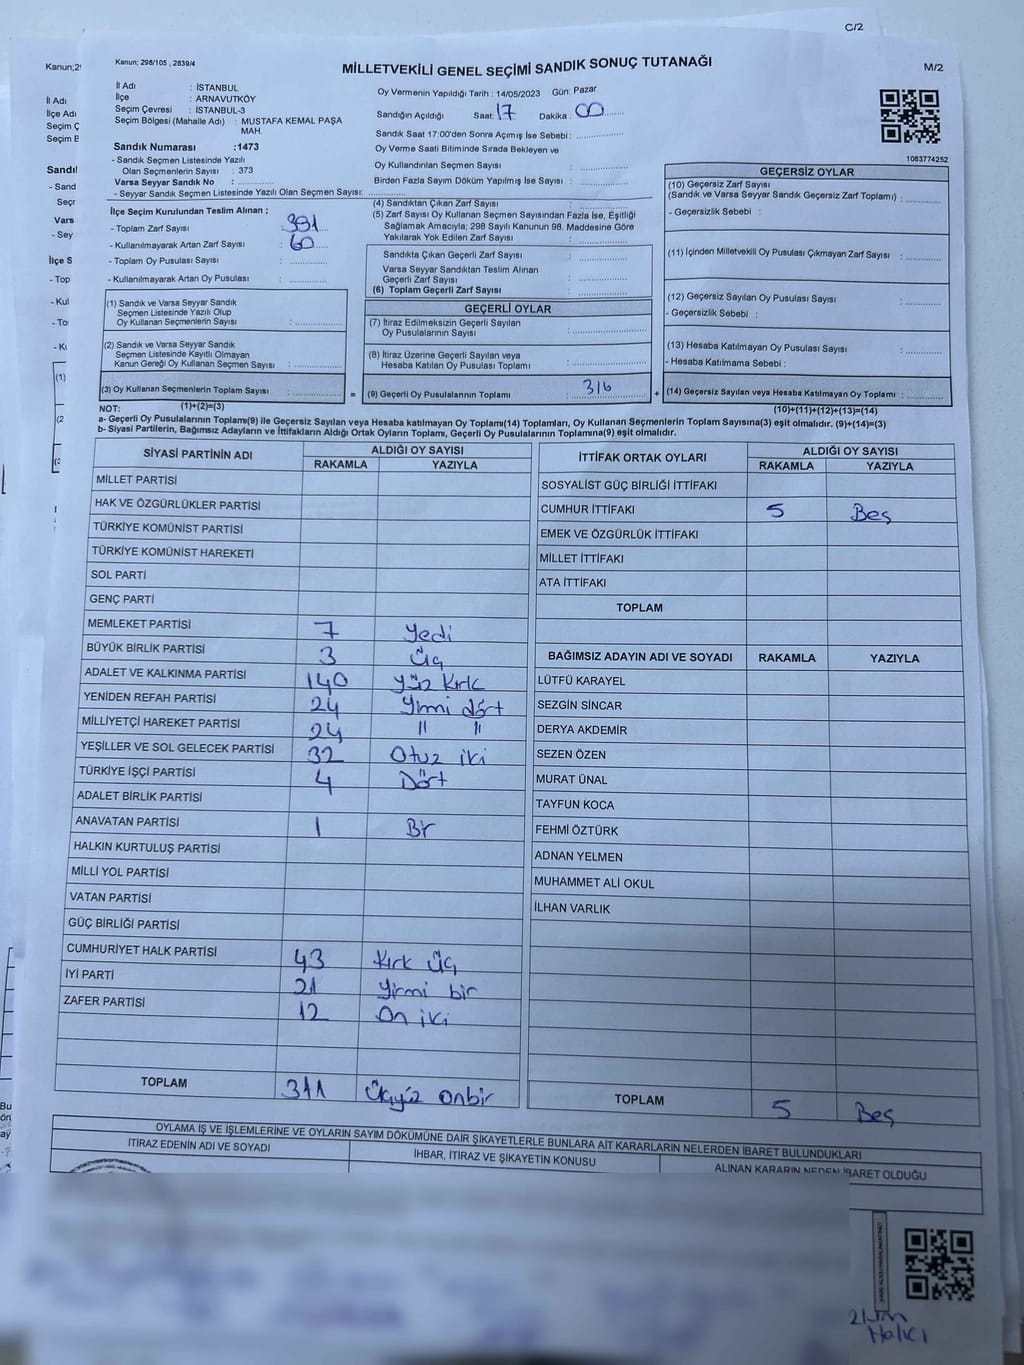 C/2
Kanun; 298/105 , 2839/4
MİLLETVEKİLİ GENEL SEÇİMİ SANDIK SONUÇ TUTANAĞI
M/2
İl Adı : İSTANBUL
İlçe : ARNAVUTKÖY
Seçim Çevresi : İSTANBUL-3
Seçim Bölgesi (Mahalle Adı) : MUSTAFA KEMAL PAŞA MAH.
Sandık Numarası :1473
- Sandık Seçmen Listesinde Yazılı
Olan Seçmenlerin Sayısı : 373
Varsa Seyyar Sandık No : ..............
- Seyyar Sandık Seçmen Listesinde Yazılı Olan Seçmen Sayısı: ..............
Oy Vermenin Yapıldığı Tarih : 14/05/2023 Gün: Pazar
Sandığın Açıldığı Saat: 17 Dakika : 00
Sandık Saat 17:00'den Sonra Açımış İse Sebebi: ..............
Oy Verme Saati Bitiminde Sırada Bekleyen ve
Oy Kullandırılan Seçmen Sayısı : ..............
Birden Fazla Sayım Döküm Yapılmış İse Sayısı : ..............
1083774252
İlçe Seçim Kurulundan Teslim Alınan ;
- Toplam Zarf Sayısı : 391
- Kullanılmayarak Artan Zarf Sayısı : 60
- Toplam Oy Pusulası Sayısı : ..............
- Kullanılmayarak Artan Oy Pusulası : ..............
(1) Sandık ve Varsa Seyyar Sandık
Seçmen Listesinde Yazılı Olup
Oy Kullanan Seçmenlerin Sayısı : ..............
(2) Sandık ve Varsa Seyyar Sandık
Seçmen Listesinde Kayıtlı Olmayan
Kanun Gereği Oy Kullanan Seçmen Sayısı : ..............
(3) Oy Kullanan Seçmenlerin Toplam Sayısı : ..............
(1)+(2)=(3)
(4) Sandıktan Çıkan Zarf Sayısı : ..............
(5) Zarf Sayısı Oy Kullanan Seçmen Sayısından Fazla İse, Eşitliği
Sağlamak Amacıyla; 298 Sayılı Kanunun 98. Maddesine Göre
Yakılarak Yok Edilen Zarf Sayısı : ..............
Sandıkta Çıkan Geçerli Zarf Sayısı : ..............
Varsa Seyyar Sandıktan Teslim Alınan
Geçerli Zarf Sayısı : ..............
(6) Toplam Geçerli Zarf Sayısı : ..............
GEÇERLİ OYLAR
(7) İtiraz Edilmeksizin Geçerli Sayılan
Oy Pusulalarının Sayısı : ..............
(8) İtiraz Üzerine Geçerli Sayılan veya
Hesaba Katılan Oy Pusulası Toplamı : ..............
= (9) Geçerli Oy Pusulalarının Toplamı : 316 +
GEÇERSİZ OYLAR
(10) Geçersiz Zarf Sayısı
(Sandık ve Varsa Seyyar Sandık Geçersiz Zarf Toplamı) : ..............
- Geçersizlik Sebebi :
(11) İçinden Milletvekili Oy Pusulası Çıkmayan Zarf Sayısı : ..............
(12) Geçersiz Sayılan Oy Pusulası Sayısı : ..............
- Geçersizlik Sebebi :
(13) Hesaba Katılmayan Oy Pusulası Sayısı : ..............
- Hesaba Katılmama Sebebi :
(14) Geçersiz Sayılan veya Hesaba Katılmayan Oy Toplamı : ..............
(10)+(11)+(12)+(13)=(14)
NOT:
a- Geçerli Oy Pusulalarının Toplamı(9) ile Geçersiz Sayılan veya Hesaba katılmayan Oy Toplamı(14) Toplamları, Oy Kullanan Seçmenlerin Toplam Sayısına(3) eşit olmalıdır. (9)+(14)=(3)
b- Siyasi Partilerin, Bağımsız Adayların ve İttifakların Aldığı Ortak Oyların Toplamı, Geçerli Oy Pusulalarının Toplamına(9) eşit olmalıdır.
SİYASİ PARTİNİN ADI ALDIĞI OY SAYISI
RAKAMLA YAZIYLA
MİLLET PARTİSİ
HAK VE ÖZGÜRLÜKLER PARTİSİ
TÜRKİYE KOMÜNİST PARTİSİ
TÜRKİYE KOMÜNİST HAREKETİ
SOL PARTİ
GENÇ PARTİ
MEMLEKET PARTİSİ 7 Yedi
BÜYÜK BİRLİK PARTİSİ 3 Üç
ADALET VE KALKINMA PARTİSİ 140 Yüz Kırk
YENİDEN REFAH PARTİSİ 24 Yirmi dört
MİLLİYETÇİ HAREKET PARTİSİ 24 " "
YEŞİLLER VE SOL GELECEK PARTİSİ 32 Otuz iki
TÜRKİYE İŞÇİ PARTİSİ 4 Dört
ADALET BİRLİK PARTİSİ
ANAVATAN PARTİSİ 1 Bir
HALKIN KURTULUŞ PARTİSİ
MİLLİ YOL PARTİSİ
VATAN PARTİSİ
GÜÇ BİRLİĞİ PARTİSİ
CUMHURİYET HALK PARTİSİ 43 Kırk üç
İYİ PARTİ 21 Yirmi bir
ZAFER PARTİSİ 12 On iki
TOPLAM 311 Üçyüz onbir
İTTİFAK ORTAK OYLARI ALDIĞI OY SAYISI
RAKAMLA YAZIYLA
SOSYALİST GÜÇ BİRLİĞİ İTTİFAKI
CUMHUR İTTİFAKI 5 Beş
EMEK VE ÖZGÜRLÜK İTTİFAKI
MİLLET İTTİFAKI
ATA İTTİFAKI
TOPLAM
BAĞIMSIZ ADAYIN ADI VE SOYADI RAKAMLA YAZIYLA
LÜTFÜ KARAYEL
SEZGİN SİNCAR
DERYA AKDEMİR
SEZEN ÖZEN
MURAT ÜNAL
TAYFUN KOCA
FEHMİ ÖZTÜRK
ADNAN YELMEN
MUHAMMET ALİ OKUL
İLHAN VARLIK
TOPLAM 5 Beş
OYLAMA İŞ VE İŞLEMLERİNE VE OYLARIN SAYIM DÖKÜMÜNE DAİR ŞİKAYETLERLE BUNLARA AİT KARARLARIN NELERDEN İBARET BULUNDUKLARI
İTİRAZ EDENİN ADI VE SOYADI İHBAR, İTİRAZ VE ŞİKAYETİN KONUSU ALINAN KARARIN NEDEN İBARET OLDUĞU
Halıcı